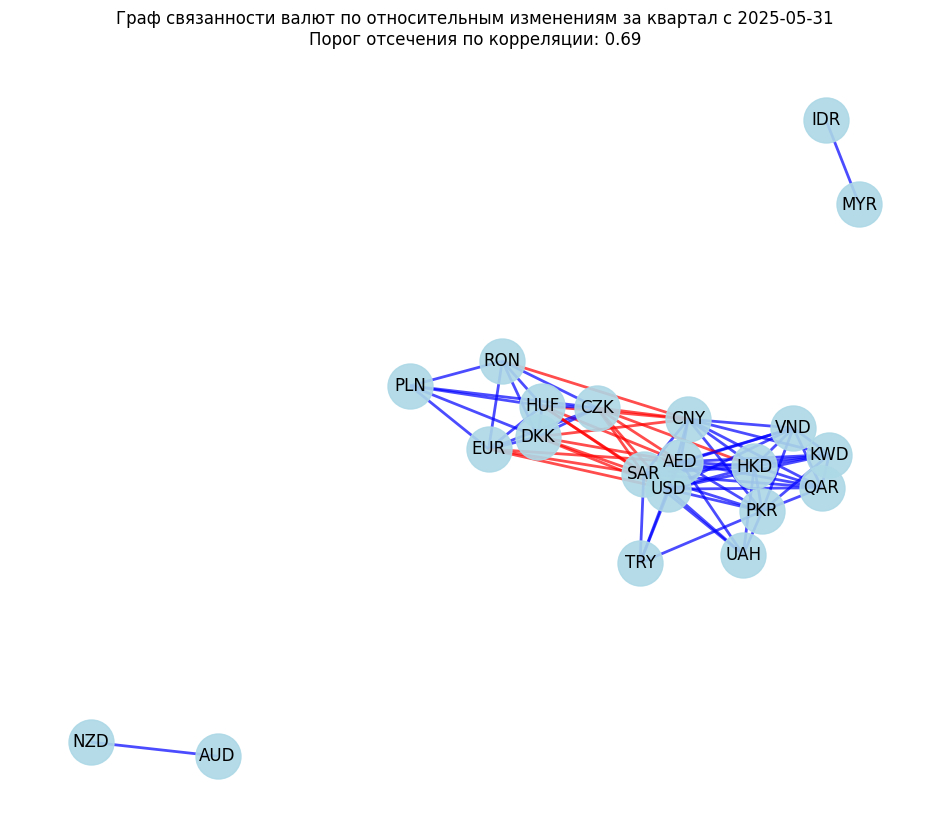 Граф связанности валют по относительным изменениям за квартал с 2025-05-31
Порог отсечения по корреляции: 0.69
IDR
MYR
RON
PLN
HUF
CZK
CNY
VND
DKK
EUR
KWD
AED
HKD
SAR
USD
QAR
PKR
UAH
TRY
NZD
AUD